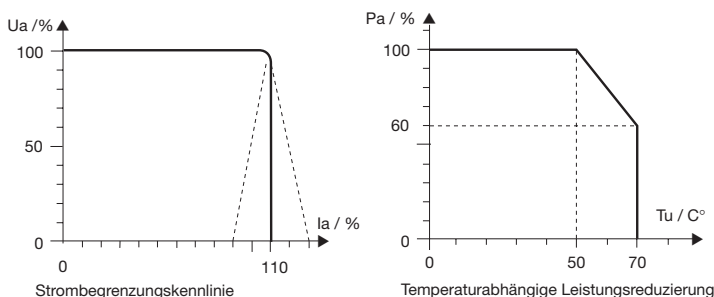 Ua /%
100
50
0
Ia / %
0
110
Strombegrenzungskennlinie
Pa / %
100
60
0
Tu / C°
0
50
70
Temperaturabhängige Leistungsreduzierung